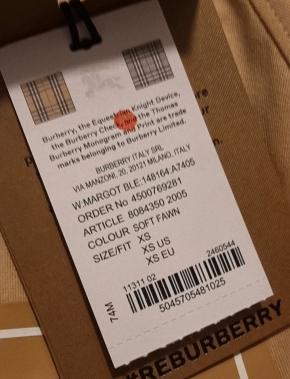 Burberry, the Equestrian Knight Device,
the Burberry Check, the Thomas
Burberry Monogram and Print are trade
marks belonging to Burberry Limited.
BURBERRY ITALY SRL
VIA MANZONI, 20, 20121 MILANO, ITALY
W:MARGOT BLE:148164:A7405
ORDER No 4500769281
ARTICLE 8084350 2005
COLOUR SOFT FAWN
SIZE/FIT XS
XS US
XS EU
11311 02 2460544
74M
5045705481025
#REBURBERRY